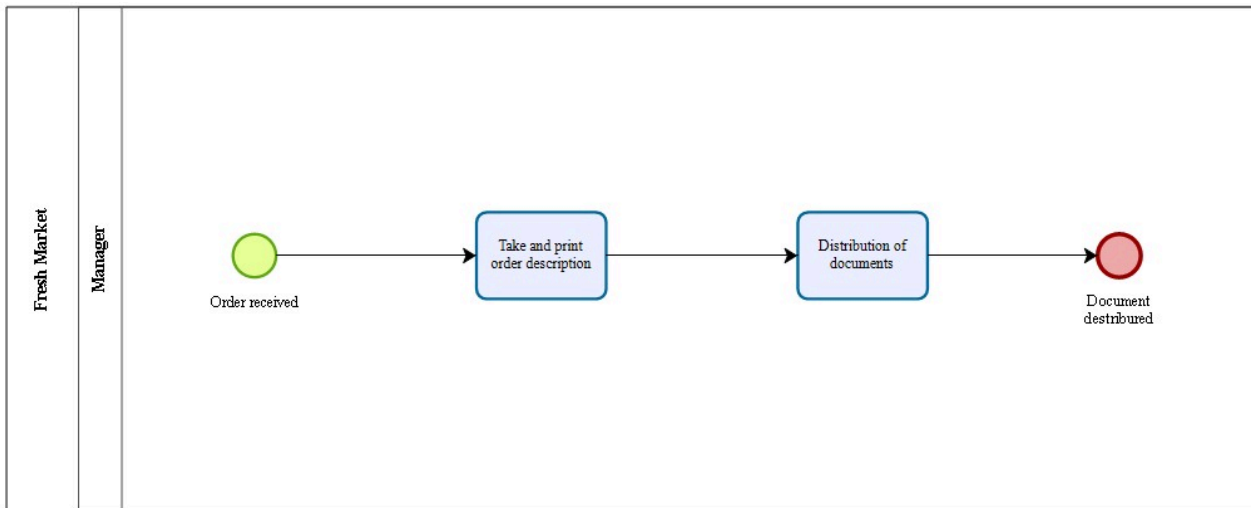 Fresh Market
Manager
Order received
Take and print
order description
Distribution of
documents
Document
destribured